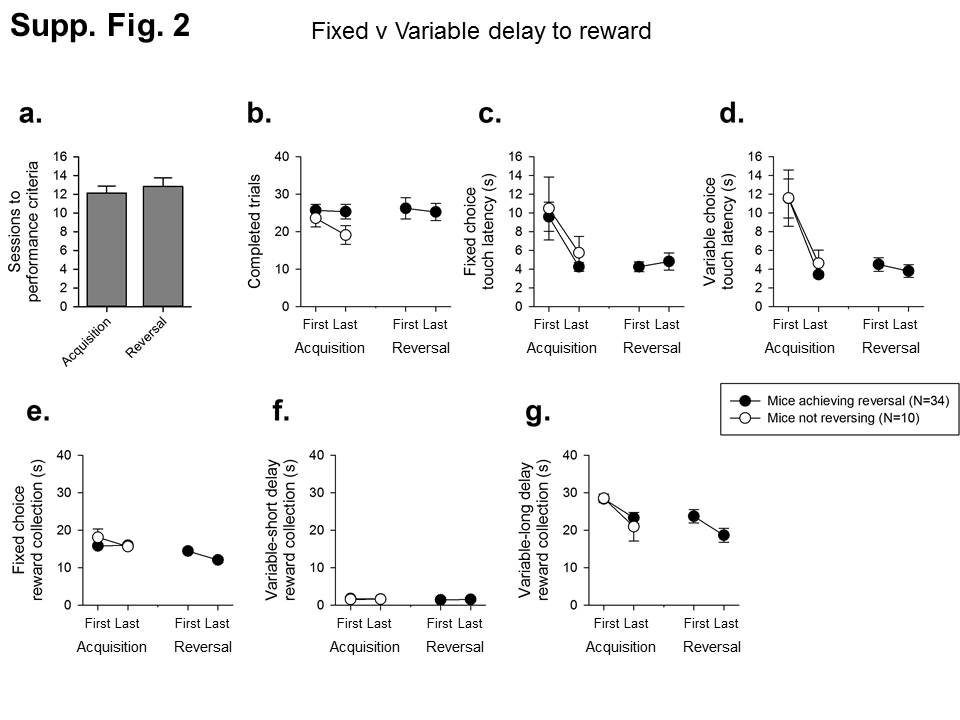 Supp. Fig. 2
Fixed v Variable delay to reward
a.
Sessions to
performance criteria
16
14
12
10
8
6
4
2
0
Acquisition
Reversal
b.
Completed trials
40
30
20
10
0
First Last
First Last
Acquisition
Reversal
c.
Fixed choice
touch latency (s)
16
14
12
10
8
6
4
2
0
First Last
First Last
Acquisition
Reversal
d.
Variable choice
touch latency (s)
16
14
12
10
8
6
4
2
0
First Last
First Last
Acquisition
Reversal
Mice achieving reversal (N=34)
Mice not reversing (N=10)
e.
Fixed choice
reward collection (s)
40
30
20
10
0
First Last
First Last
Acquisition
Reversal
f.
Variable-short delay
reward collection (s)
40
30
20
10
0
First Last
First Last
Acquisition
Reversal
g.
Variable-long delay
reward collection (s)
40
30
20
10
0
First Last
First Last
Acquisition
Reversal